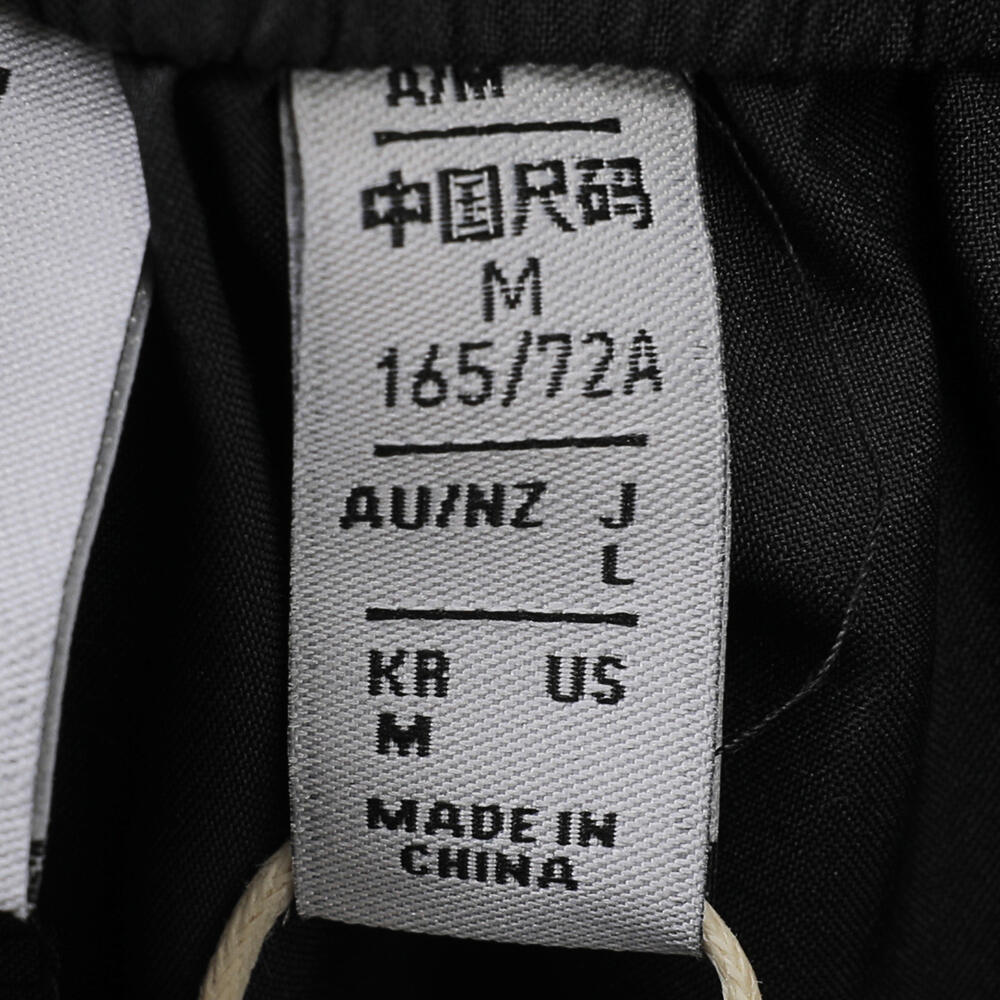 A/M
中国尺码
M
165/72A
AU/NZ J
L
KR US
M
MADE IN
CHINA